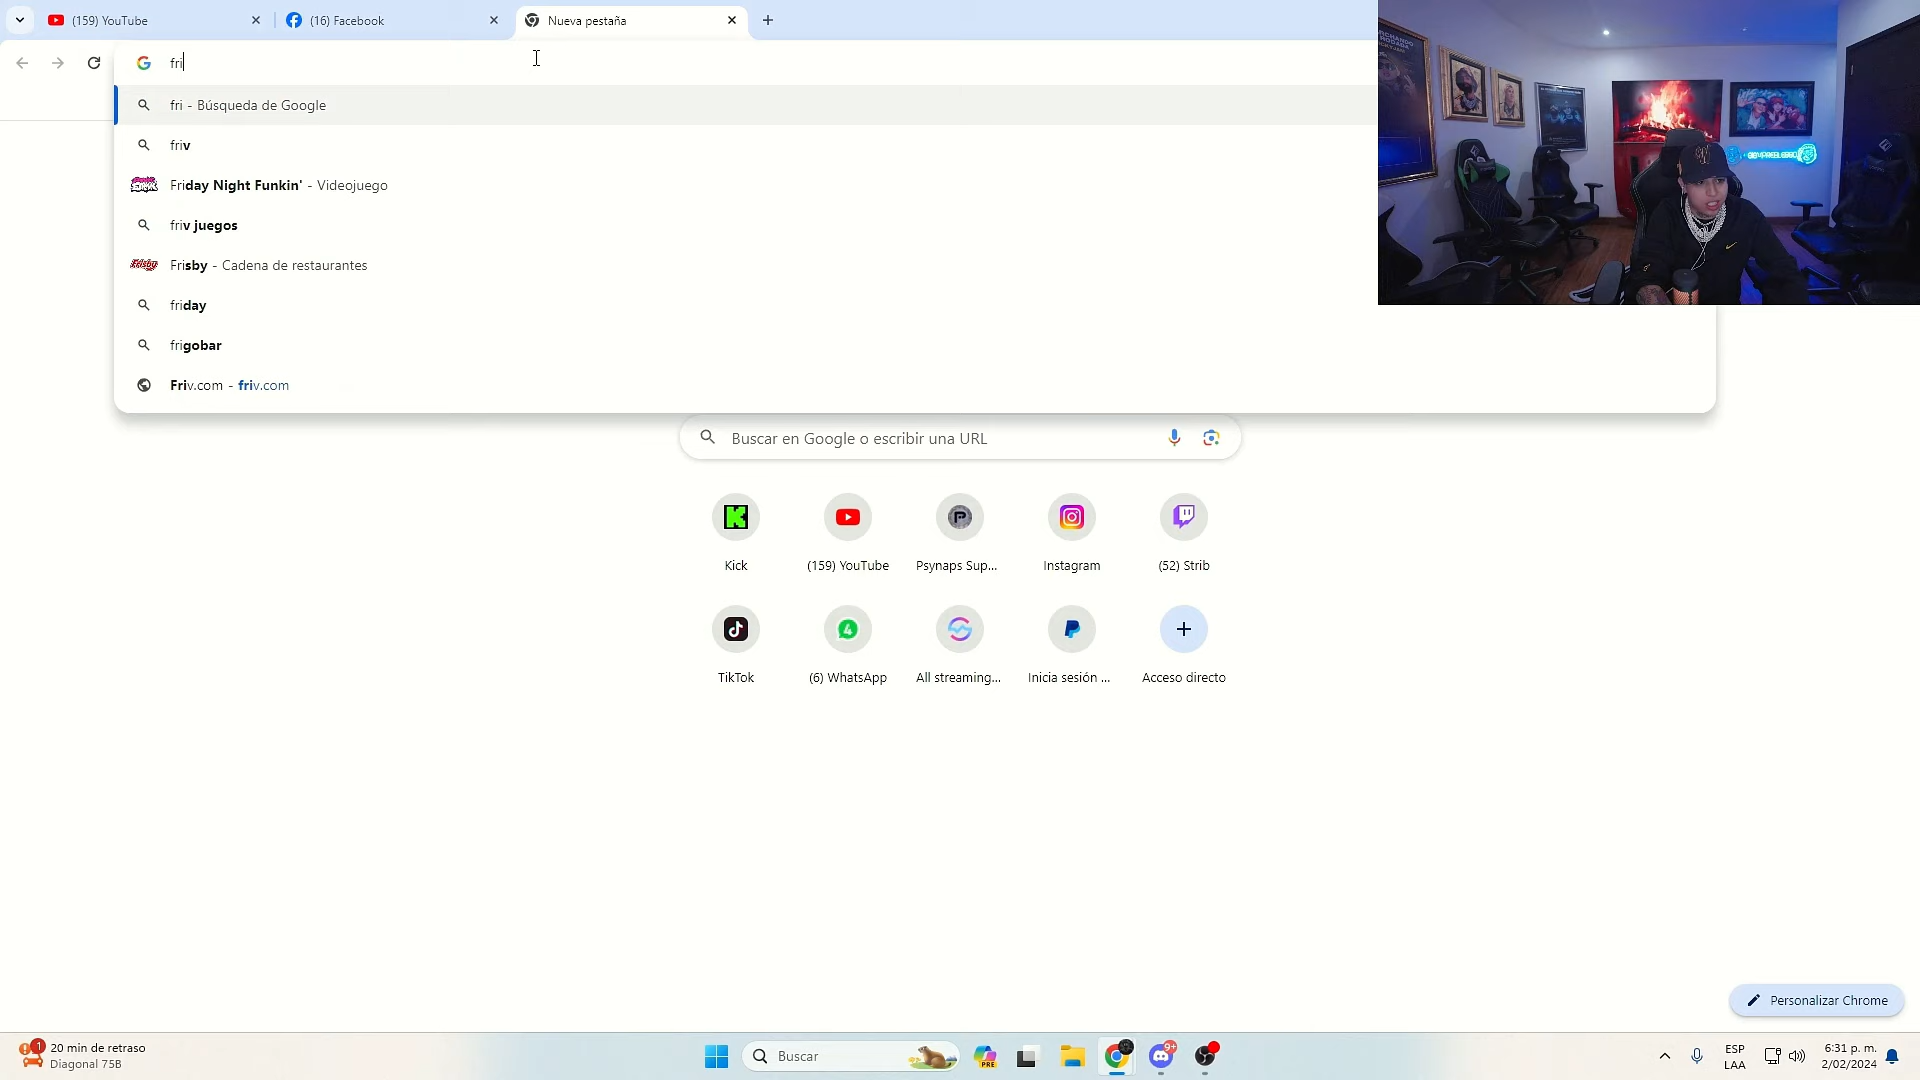 (159) YouTube
(16) Facebook
Nueva pestaña
fri
fri - Búsqueda de Google
friv
Friday Night Funkin' - Videojuego
friv juegos
Frisby - Cadena de restaurantes
friday
frigobar
Friv.com - friv.com
Buscar en Google o escribir una URL
Kick
(159) YouTube
Psynaps Sup...
Instagram
(52) Strib
TikTok
(6) WhatsApp
All streaming...
Inicia sesión ...
Acceso directo
Personalizar Chrome
1
20 min de retraso
Diagonal 75B
Buscar
PRE
9+
ESP
LAA
6:31 p. m.
2/02/2024